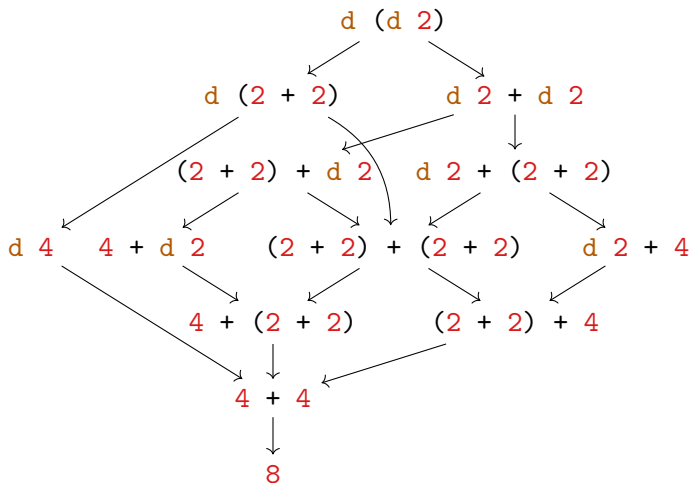 d (d 2)
d (2 + 2) d 2 + d 2
(2 + 2) + d 2 d 2 + (2 + 2)
d 4 4 + d 2 (2 + 2) + (2 + 2) d 2 + 4
4 + (2 + 2) (2 + 2) + 4
4 + 4
8